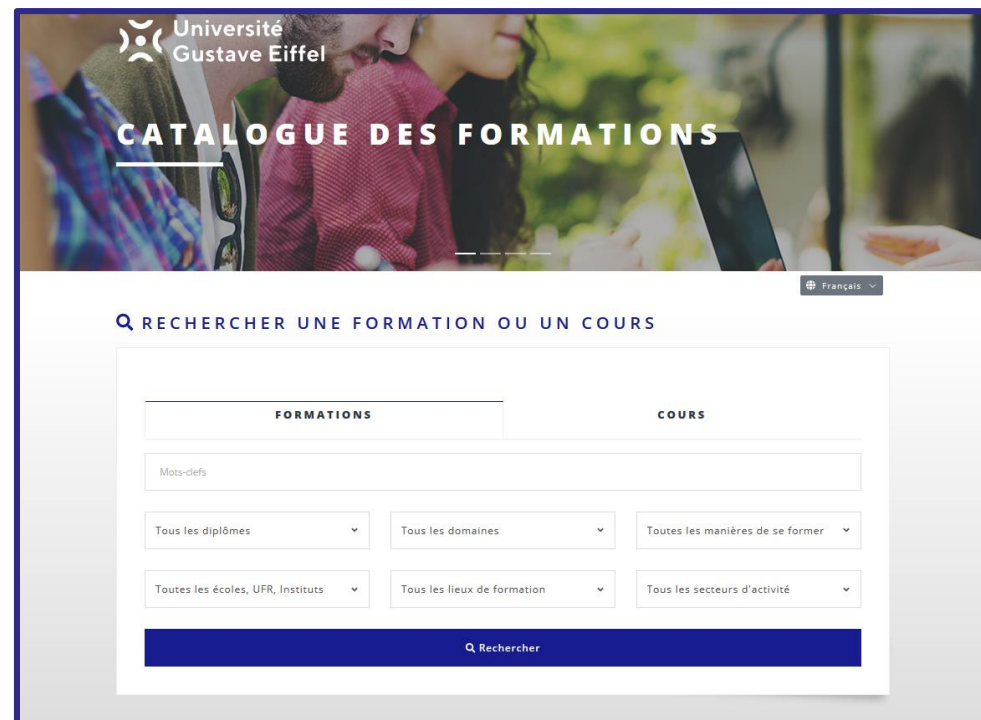 Université
Gustave Eiffel
CATALOGUE DES FORMATIONS
Français
RECHERCHER UNE FORMATION OU UN COURS
FORMATIONS
COURS
Mots-clefs
Tous les diplômes
Tous les domaines
Toutes les manières de se former
Toutes les écoles, UFR, Instituts
Tous les lieux de formation
Tous les secteurs d'activité
Rechercher